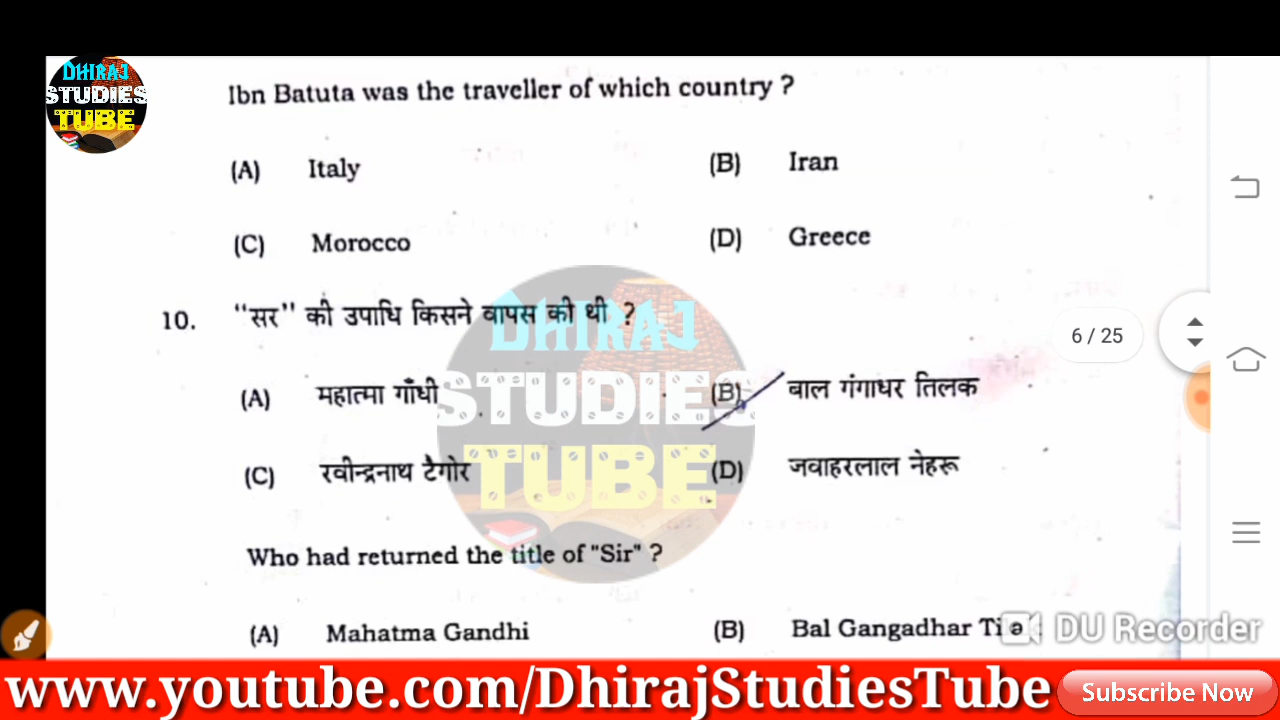 DHIRAJ
STUDIES
TUBE
Ibn Batuta was the traveller of which country ?
(A) Italy (B) Iran
(C) Morocco (D) Greece
10. "सर" की उपाधि किसने वापस की थी ?
(A) महात्मा गाँधी (B) बाल गंगाधर तिलक
(C) रवीन्द्रनाथ टैगोर (D) जवाहरलाल नेहरू
DHIRAJ
STUDIES
TUBE
Who had returned the title of "Sir" ?
(A) Mahatma Gandhi (B) Bal Gangadhar
6 / 25
DU Recorder
www.youtube.com/DhirajStudiesTube
Subscribe Now